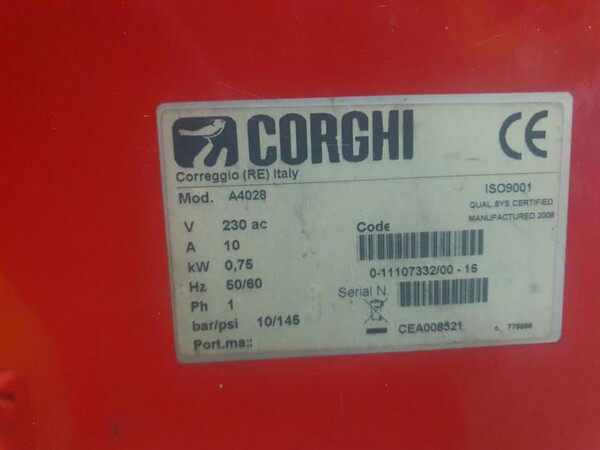 CORGHI
CE
Correggio (RE) Italy
Mod. A4028
ISO9001
QUAL.SYS.CERTIFIED
MANUFACTURED 2008
V 230 ac
A 10
kW 0,75
Hz 50/60
Ph 1
bar/psi 10/145
Port.max:
Code
0-11107332/00 - 16
Serial N.
CEA008521